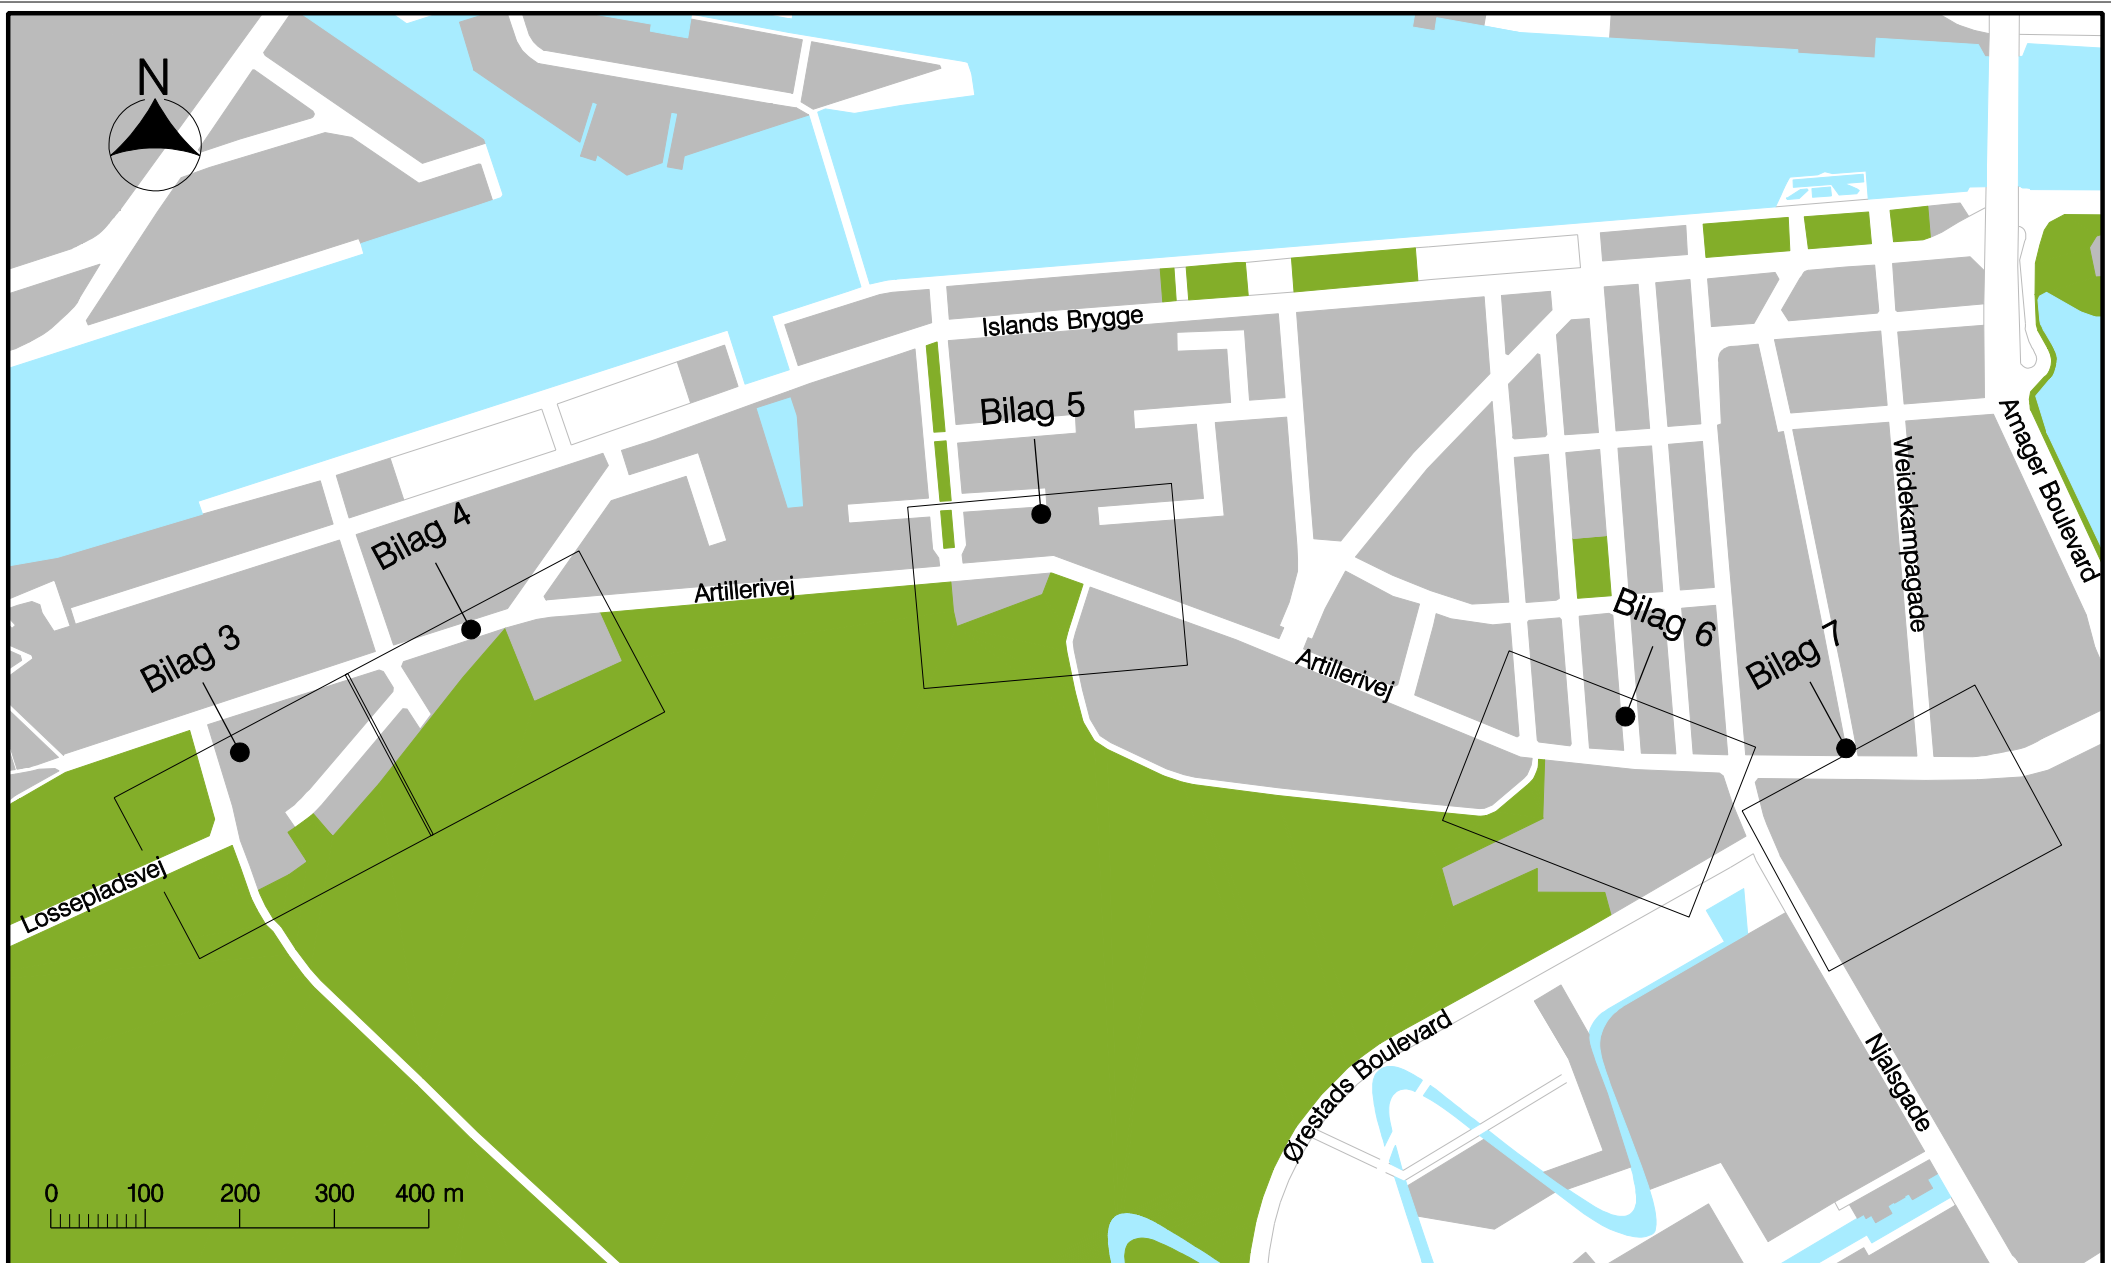 N
Islands Brygge
Bilag 5
Amager Boulevard
Weidekampagade
Bilag 4
Artillerivej
Bilag 3
Bilag 6
Bilag 7
Artillerivej
Lossepladsvej
Ørestads Boulevard
Njalsgade
0 100 200 300 400 m